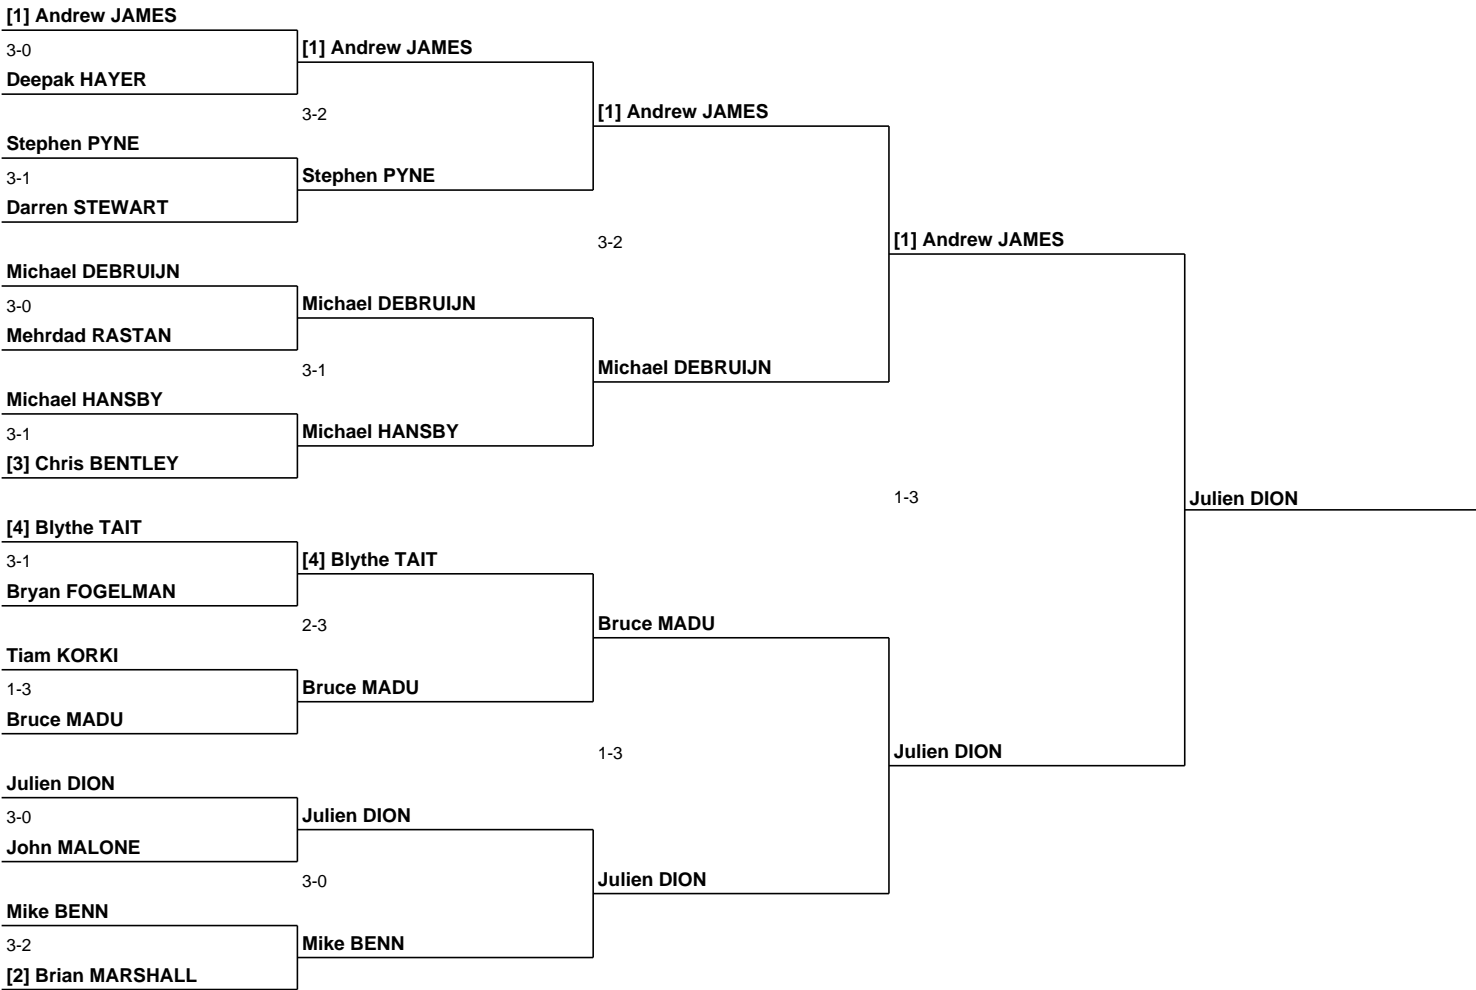 [1] Andrew JAMES
3-0
Deepak HAYER
Stephen PYNE
3-1
Darren STEWART
Michael DEBRUIJN
3-0
Mehrdad RASTAN
Michael HANSBY
3-1
[3] Chris BENTLEY
[4] Blythe TAIT
3-1
Bryan FOGELMAN
Tiam KORKI
1-3
Bruce MADU
Julien DION
3-0
John MALONE
Mike BENN
3-2
[2] Brian MARSHALL
[1] Andrew JAMES
3-2
Stephen PYNE
Michael DEBRUIJN
3-1
Michael HANSBY
[4] Blythe TAIT
2-3
Bruce MADU
Julien DION
3-0
Mike BENN
[1] Andrew JAMES
3-2
Michael DEBRUIJN
Bruce MADU
1-3
Julien DION
[1] Andrew JAMES
1-3
Julien DION
Julien DION